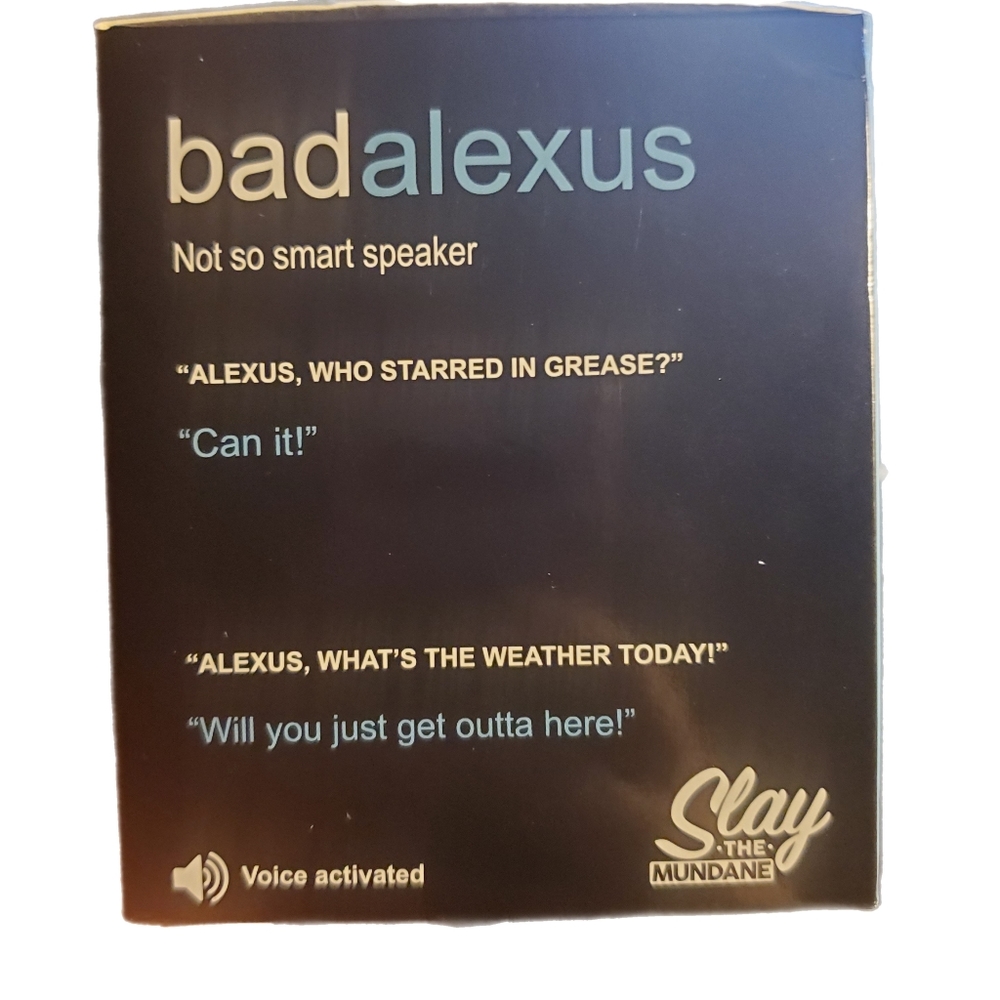 badalexus
Not so smart speaker
“ALEXUS, WHO STARRED IN GREASE?”
“Can it!”
“ALEXUS, WHAT’S THE WEATHER TODAY!”
“Will you just get outta here!”
Slay
·THE·
MUNDANE
Voice activated